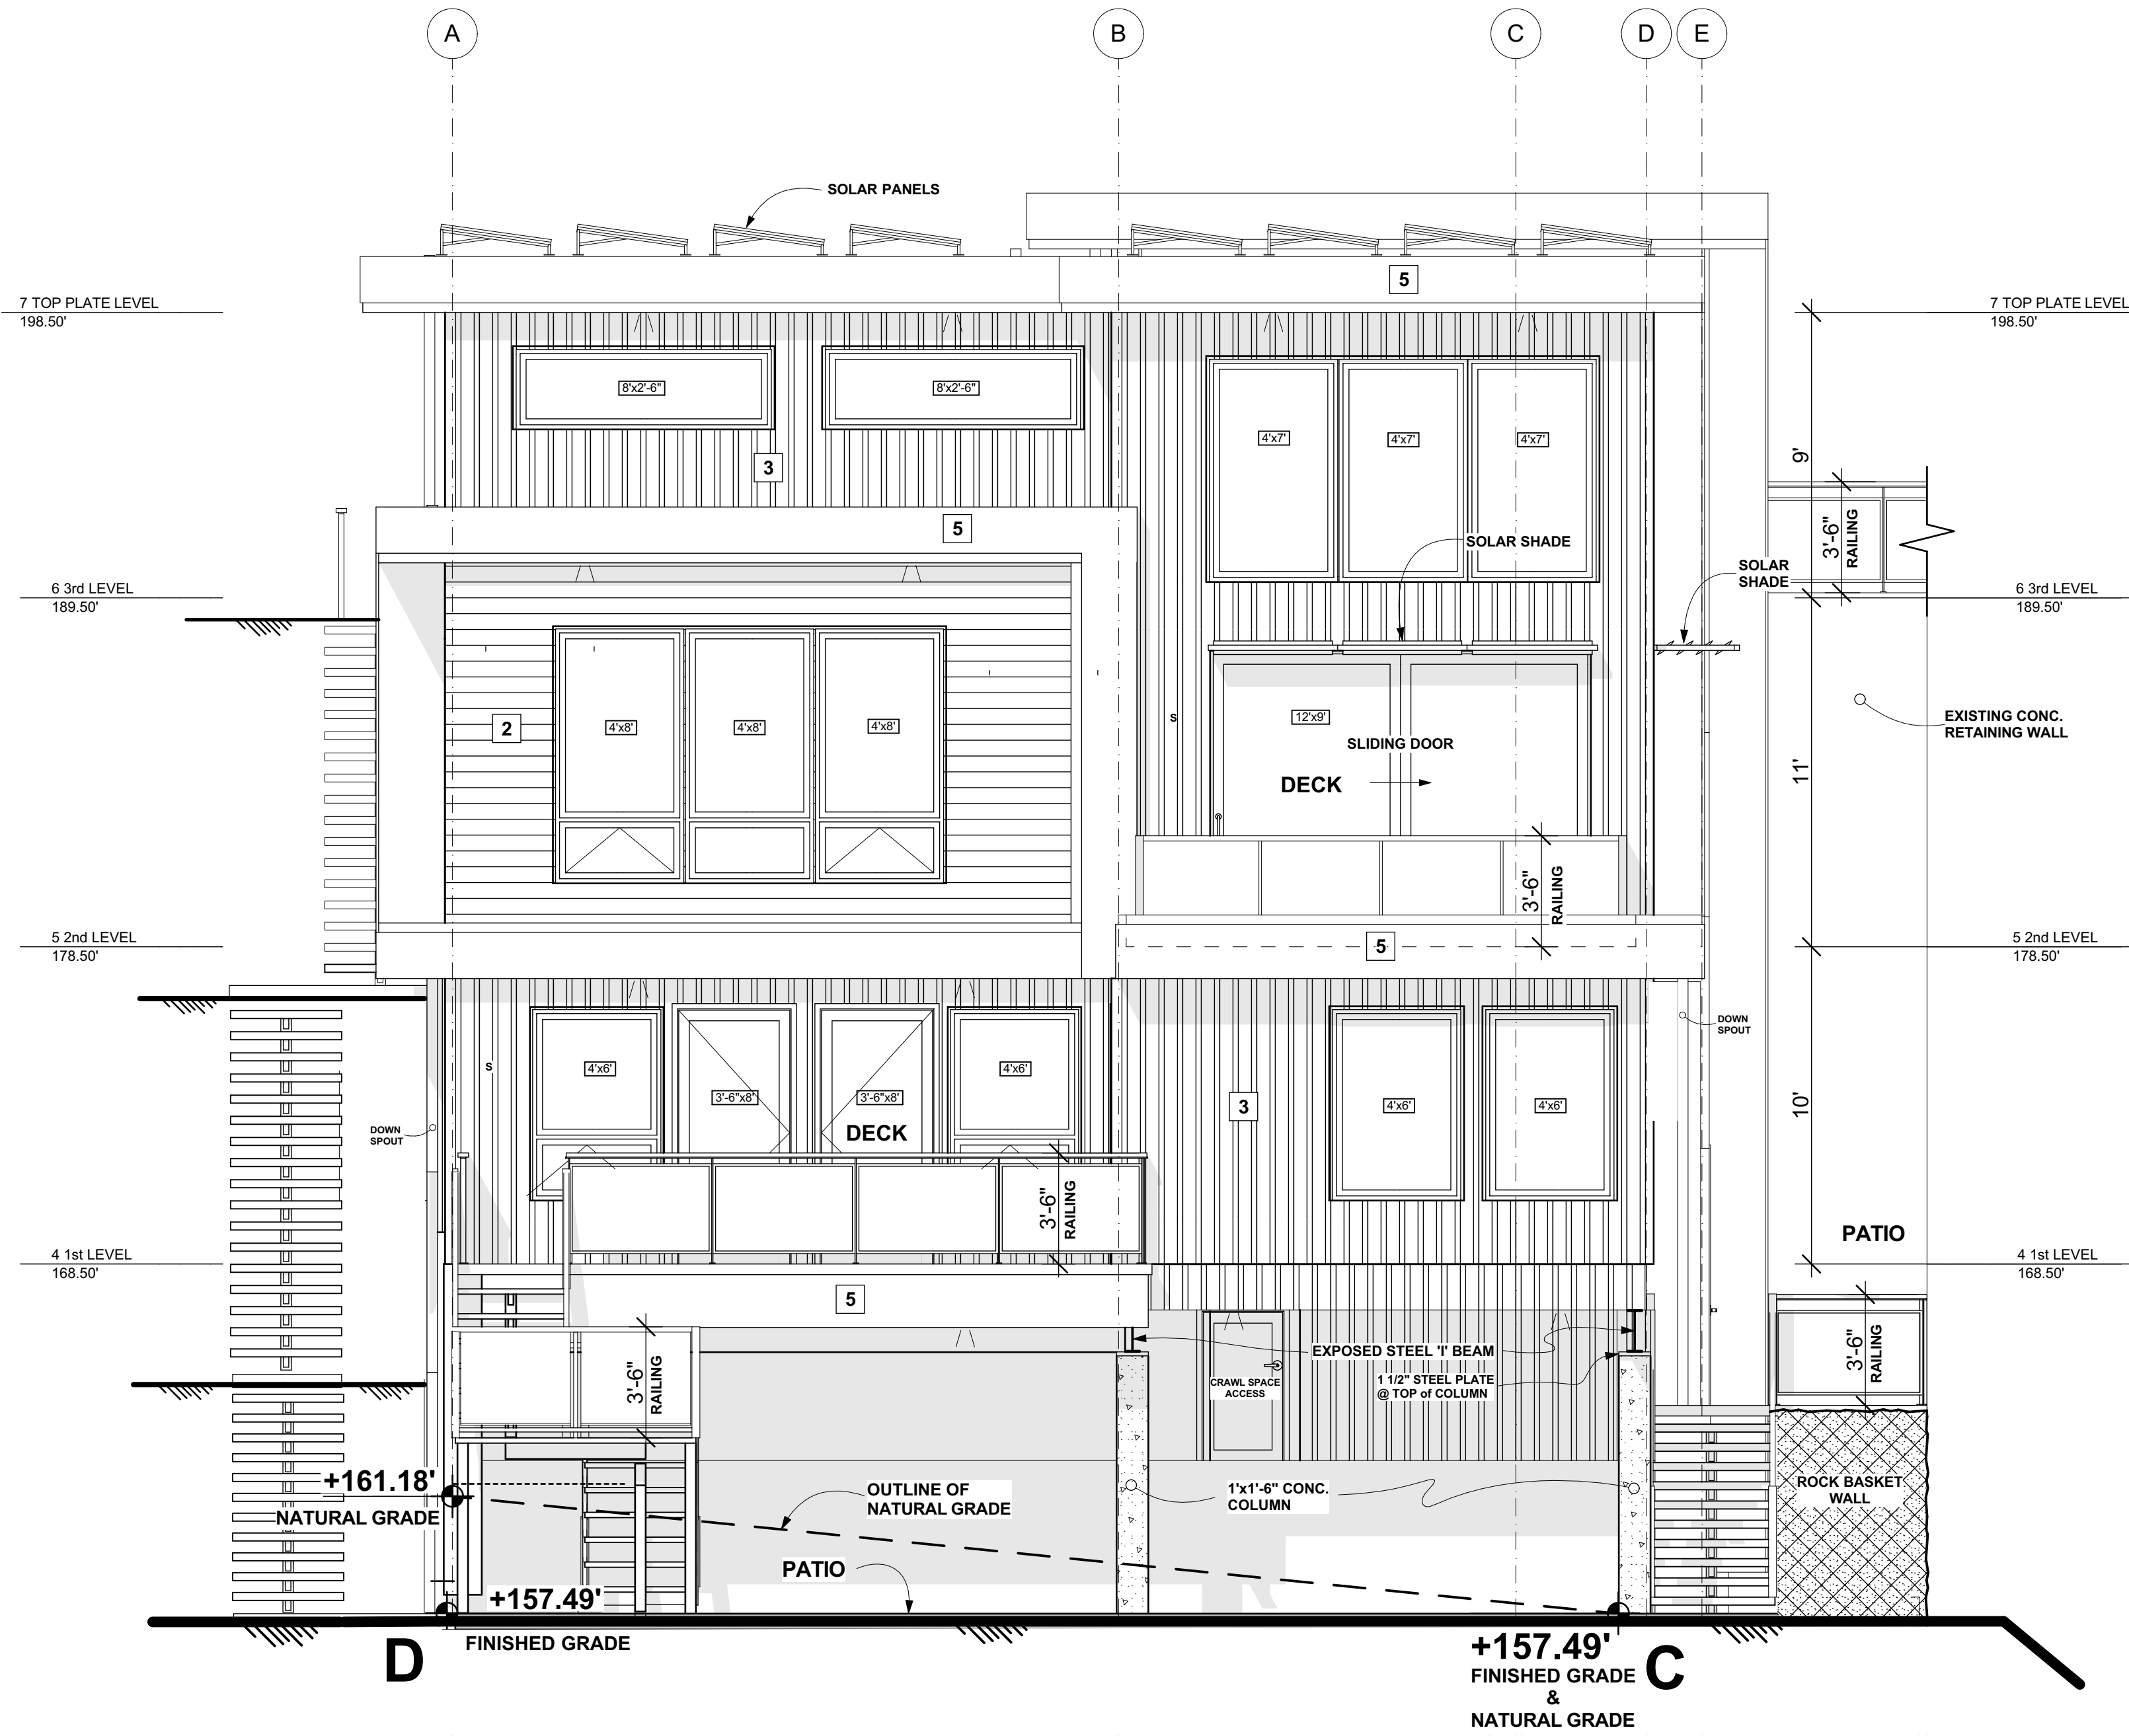 A
B
C
D
E
SOLAR PANELS
5
7 TOP PLATE LEVEL
198.50'
7 TOP PLATE LEVEL
198.50'
8'x2'-6"
8'x2'-6"
4'x7'
4'x7'
4'x7'
3
9'
5
SOLAR SHADE
3'-6"
RAILING
SOLAR
SHADE
6 3rd LEVEL
189.50'
6 3rd LEVEL
189.50'
2
4'x8'
4'x8'
4'x8'
S
12'x9'
SLIDING DOOR
DECK
EXISTING CONC.
RETAINING WALL
11'
3'-6"
RAILING
5 2nd LEVEL
178.50'
5
5 2nd LEVEL
178.50'
DOWN
SPOUT
S
4'x6'
3'-6"x8'
3'-6"x8'
4'x6'
3
4'x6'
4'x6'
10'
DOWN
SPOUT
DECK
3'-6"
RAILING
PATIO
4 1st LEVEL
168.50'
4 1st LEVEL
168.50'
5
3'-6"
RAILING
EXPOSED STEEL 'I' BEAM
CRAWL SPACE
ACCESS
1 1/2" STEEL PLATE
@ TOP of COLUMN
3'-6"
RAILING
+161.18'
NATURAL GRADE
OUTLINE OF
NATURAL GRADE
1'x1'-6" CONC.
COLUMN
ROCK BASKET
WALL
PATIO
+157.49'
FINISHED GRADE
D
+157.49'
FINISHED GRADE
&
NATURAL GRADE
C